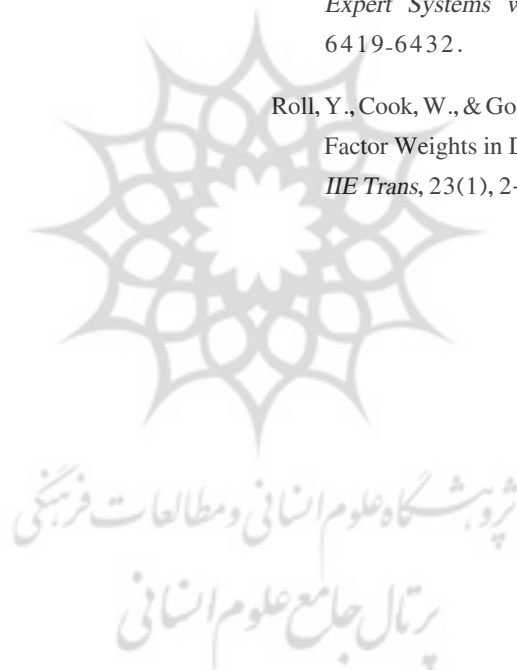 Expert Systems w
6419-6432.
Roll, Y., Cook, W., & Go
Factor Weights in D
IIE Trans, 23(1), 2-
پژوهشگاه علوم انسانی و مطالعات فرهنگی
پرتال جامع علوم انسانی